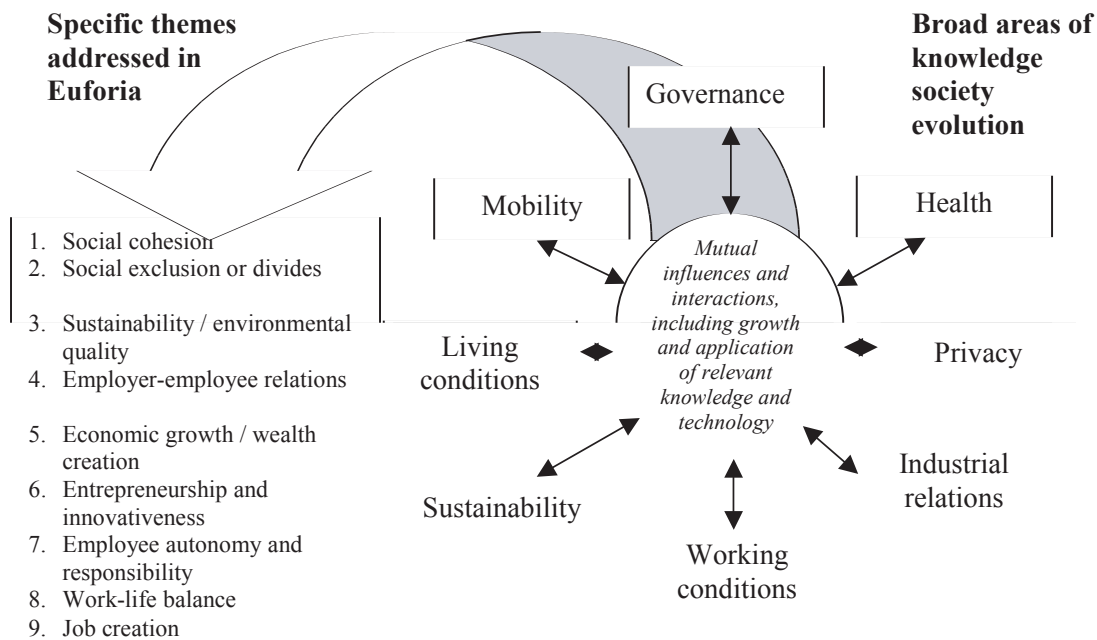 Specific themes
addressed in
Euforia
Broad areas of
knowledge
society
evolution
Governance
Mobility
Health
1. Social cohesion
2. Social exclusion or divides
3. Sustainability / environmental
quality
4. Employer-employee relations
5. Economic growth / wealth
creation
6. Entrepreneurship and
innovativeness
7. Employee autonomy and
responsibility
8. Work-life balance
9. Job creation
Mutual
influences and
interactions,
including growth
and application
of relevant
knowledge and
technology
Living
conditions
Privacy
Sustainability
Industrial
relations
Working
conditions